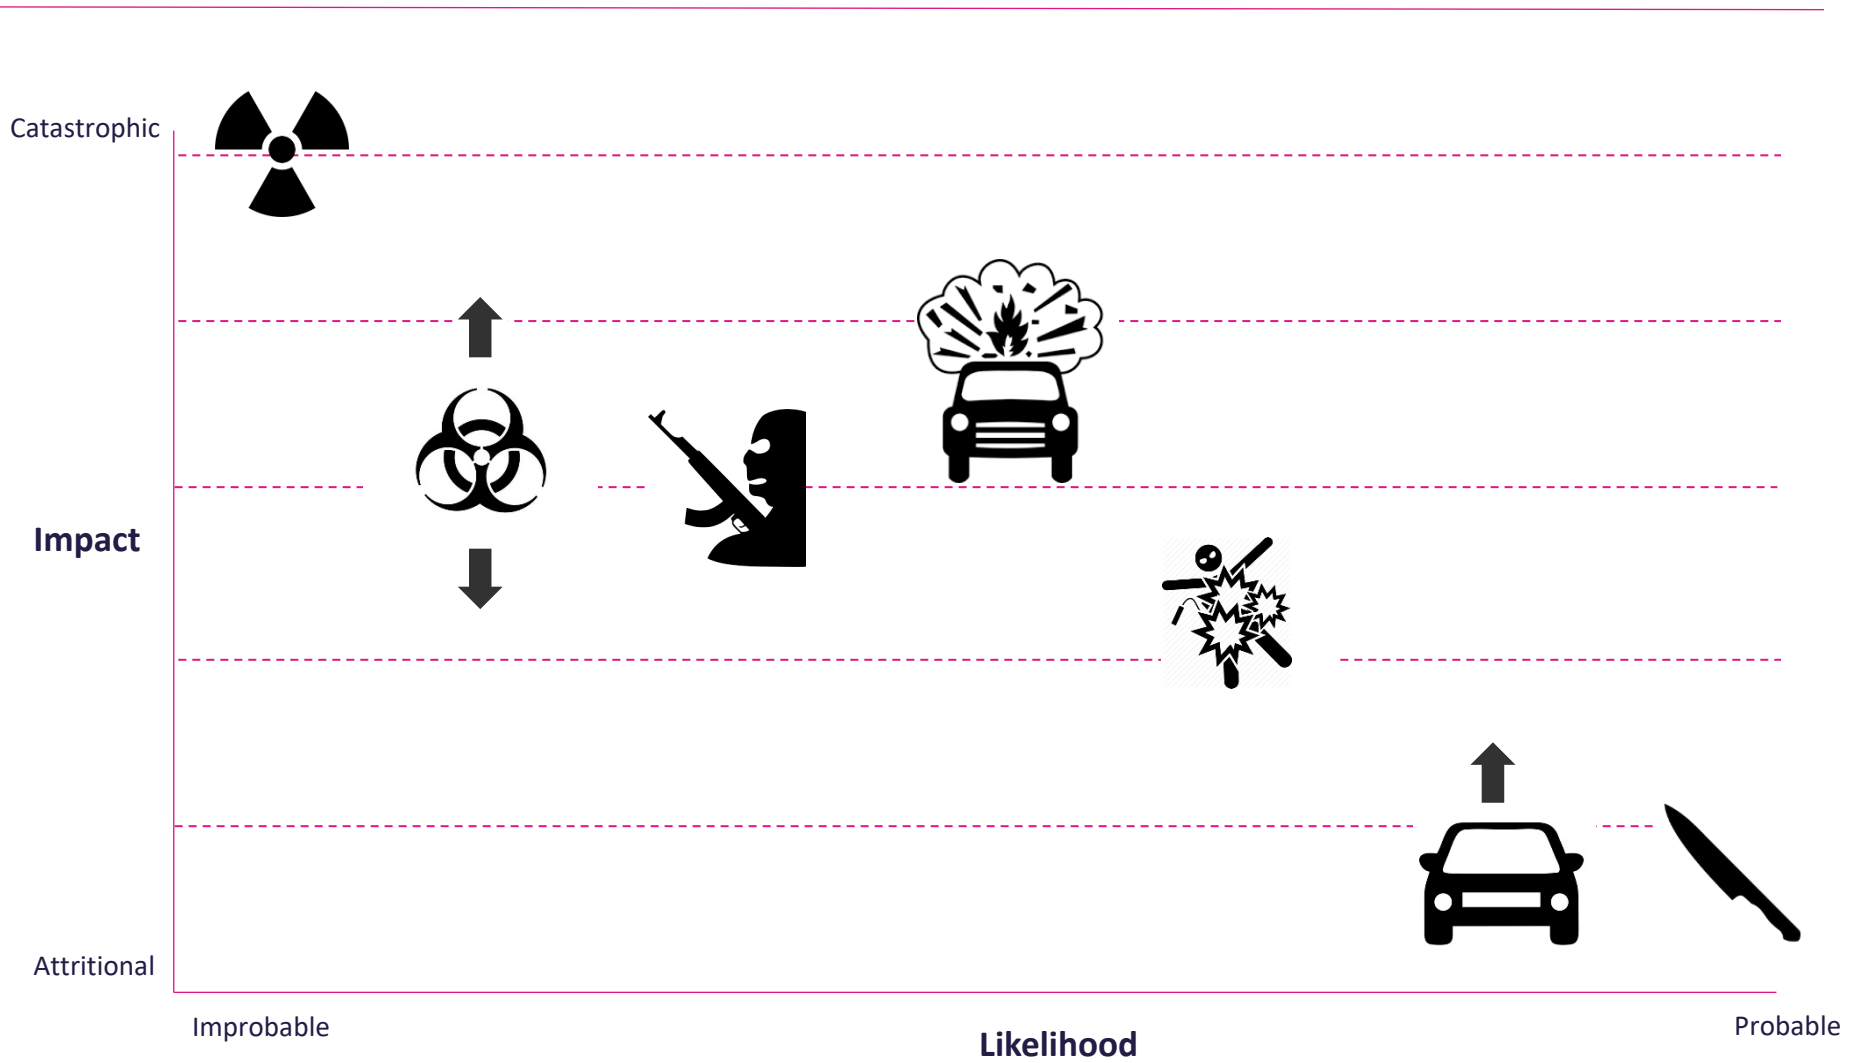 Catastrophic
Impact
Attritional
Improbable
Likelihood
Probable